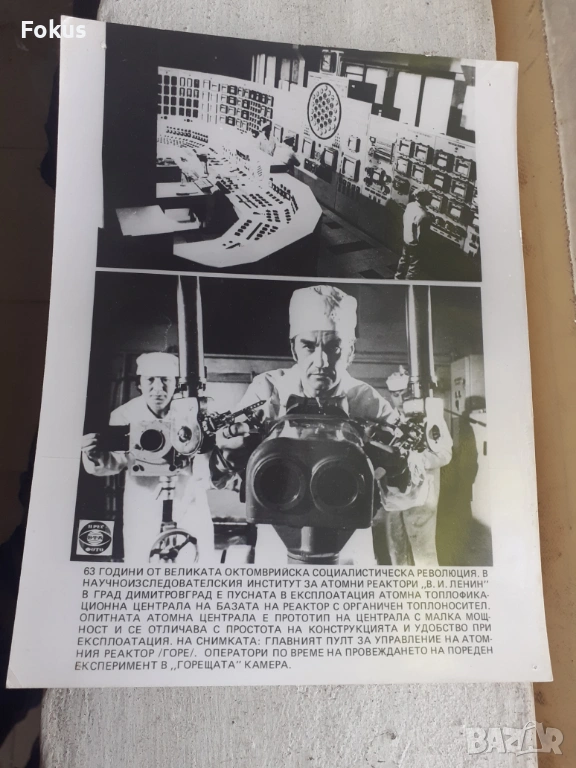 Fokus
ПРЕС
БТА
ФОТО
63 ГОДИНИ ОТ ВЕЛИКАТА ОКТОМВРИЙСКА СОЦИАЛИСТИЧЕСКА РЕВОЛЮЦИЯ. В
НАУЧНОИЗСЛЕДОВАТЕЛСКИЯ ИНСТИТУТ ЗА АТОМНИ РЕАКТОРИ „В. И. ЛЕНИН"
В ГРАД ДИМИТРОВГРАД Е ПУСНАТА В ЕКСПЛОАТАЦИЯ АТОМНА ТОПЛОФИКА-
ЦИОННА ЦЕНТРАЛА НА БАЗАТА НА РЕАКТОР С ОРГАНИЧЕН ТОПЛОНОСИТЕЛ.
ОПИТНАТА АТОМНА ЦЕНТРАЛА Е ПРОТОТИП НА ЦЕНТРАЛА С МАЛКА МОЩ-
НОСТ И СЕ ОТЛИЧАВА С ПРОСТОТА НА КОНСТРУКЦИЯТА И УДОБСТВО ПРИ
ЕКСПЛОАТАЦИЯ. НА СНИМКАТА: ГЛАВНИЯТ ПУЛТ ЗА УПРАВЛЕНИЕ НА АТОМ-
НИЯ РЕАКТОР /ГОРЕ/. ОПЕРАТОРИ ПО ВРЕМЕ НА ПРОВЕЖДАНЕТО НА ПОРЕДЕН
ЕКСПЕРИМЕНТ В „ГОРЕЩАТА" КАМЕРА.
BAZAR